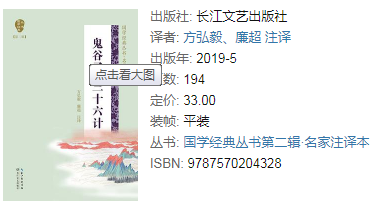 鬼谷
十六计
点击看大图
出版社: 长江文艺出版社
译者: 方弘毅、廉超 注译
出版年: 2019-5
数: 194
定价: 33.00
装帧: 平装
丛书: 国学经典丛书第二辑·名家注译本
ISBN: 9787570204328